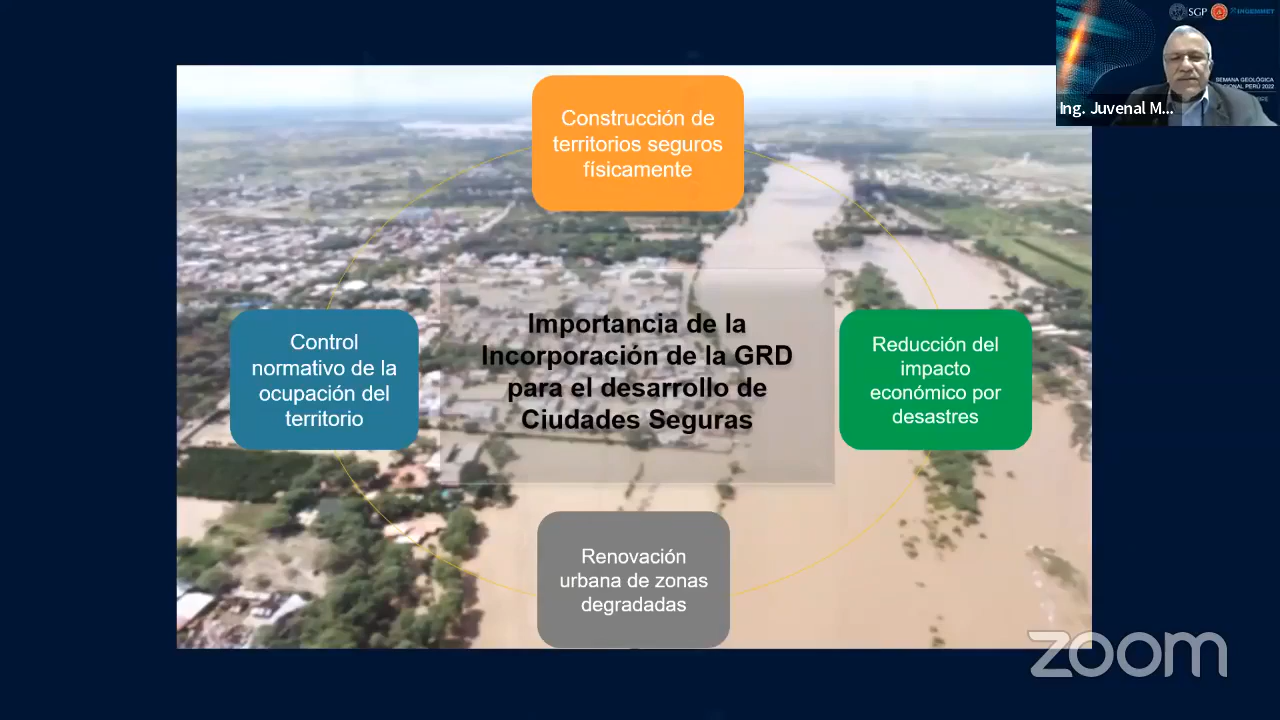 SGP
INGEMMET
SEMANA GEOLÓGICA
Ing. Juvenal M...
Construcción de
territorios seguros
físicamente
Control
normativo de la
ocupación del
territorio
Importancia de la
Incorporación de la GRD
para el desarrollo de
Ciudades Seguras
Reducción del
impacto
económico por
desastres
Renovación
urbana de zonas
degradadas
zoom